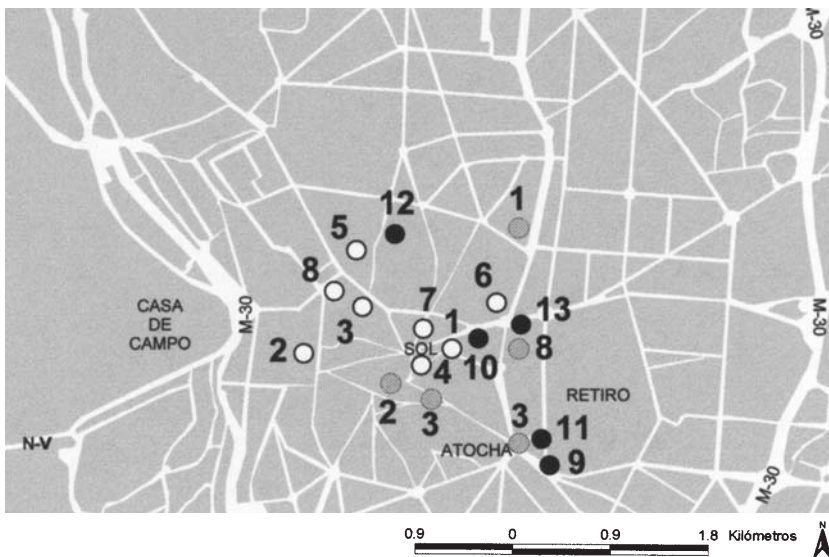 M-30
M-30
1
12
5
8
6
CASA
DE
CAMPO
M-30
3
7
1
13
M-30
SOL
2
10
8
4
RETIRO
2
3
3
11
N-V
ATOCHA
9
M-30
0.9 0 0.9 1.8 Kilómetros
N